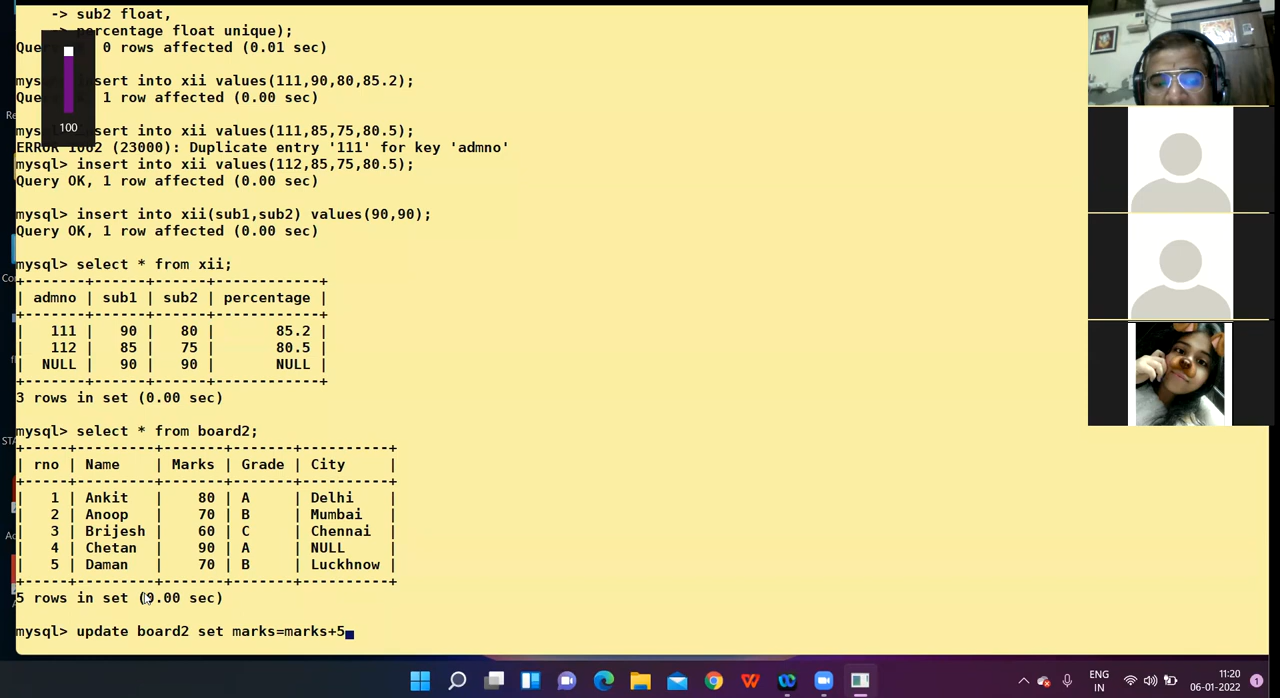 -> sub2 float,
    -> percentage float unique);
Que 0 rows affected (0.01 sec)
mys insert into xii values(111,90,80,85.2);
Que , 1 row affected (0.00 sec)
mys insert into xii values(111,85,75,80.5);
100
ERROR 1062 (23000): Duplicate entry '111' for key 'admno'
mysql> insert into xii values(112,85,75,80.5);
Query OK, 1 row affected (0.00 sec)
mysql> insert into xii(sub1,sub2) values(90,90);
Query OK, 1 row affected (0.00 sec)
mysql> select * from xii;
+-------+------+------+------------+
| admno | sub1 | sub2 | percentage |
+-------+------+------+------------+
|   111 |   90 |   80 |       85.2 |
|   112 |   85 |   75 |       80.5 |
|  NULL |   90 |   90 |       NULL |
+-------+------+------+------------+
3 rows in set (0.00 sec)
mysql> select * from board2;
+-----+---------+-------+-------+----------+
| rno | Name    | Marks | Grade | City     |
+-----+---------+-------+-------+----------+
|   1 | Ankit   |    80 | A     | Delhi    |
|   2 | Anoop   |    70 | B     | Mumbai   |
|   3 | Brijesh |    60 | C     | Chennai  |
|   4 | Chetan  |    90 | A     | NULL     |
|   5 | Daman   |    70 | B     | Luckhnow |
+-----+---------+-------+-------+----------+
5 rows in set (0.00 sec)
mysql> update board2 set marks=marks+5
ENG
IN
11:20
06-01-2022
1